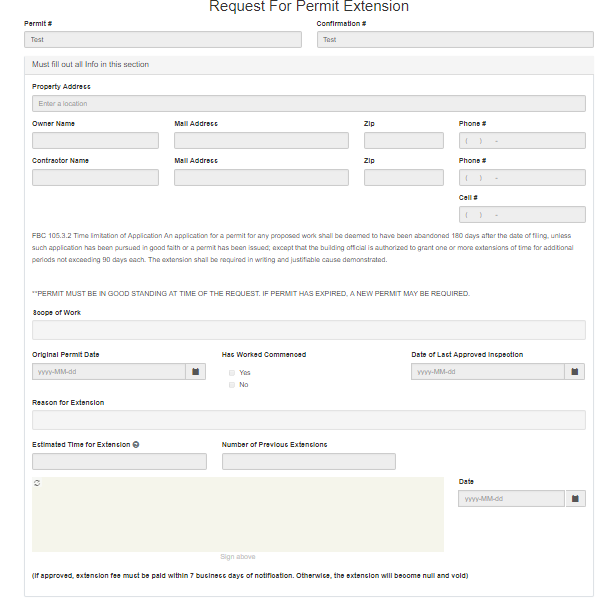 Request For Permit Extension
Permit # Confirmation #
Test Test
Must fill out all Info in this section
Property Address
Enter a location
Owner Name Mail Address Zip Phone #
( ) -
Contractor Name Mail Address Zip Phone #
( ) -
Cell #
( ) -
FBC 105.3.2 Time limitation of Application An application for a permit for any proposed work shall be deemed to have been abandoned 180 days after the date of filing, unless
such application has been pursued in good faith or a permit has been issued; except that the building official is authorized to grant one or more extensions of time for additional
periods not exceeding 90 days each. The extension shall be required in writing and justifiable cause demonstrated.
**PERMIT MUST BE IN GOOD STANDING AT TIME OF THE REQUEST. IF PERMIT HAS EXPIRED, A NEW PERMIT MAY BE REQUIRED.
Scope of Work
Original Permit Date Has Worked Commenced Date of Last Approved Inspection
yyyy-MM-dd Yes yyyy-MM-dd
No
Reason for Extension
Estimated Time for Extension Number of Previous Extensions
Date
yyyy-MM-dd
Sign above
(If approved, extension fee must be paid within 7 business days of notification. Otherwise, the extension will become null and void)